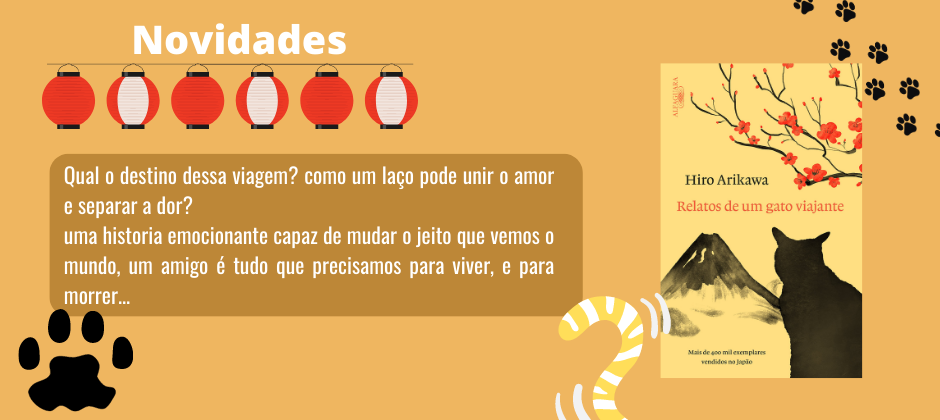 Novidades
Qual o destino dessa viagem? como um laço pode unir o amor
e separar a dor?
uma historia emocionante capaz de mudar o jeito que vemos o
mundo, um amigo é tudo que precisamos para viver, e para
morrer...
ALFAGUARA
Hiro Arikawa
Relatos de um gato viajante
Mais de 400 mil exemplares
vendidos no Japão